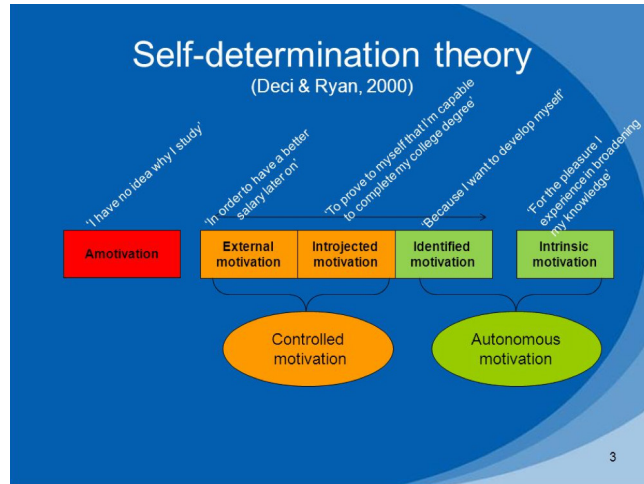 Self-determination theory
(Deci & Ryan, 2000)
'I have no idea why I study'
'In order to have a better
salary later on'
'To prove to myself that I'm capable
to complete my college degree'
'Because I want to develop myself'
'For the pleasure I
experience in broadening
my knowledge'
Amotivation
External
motivation
Introjected
motivation
Identified
motivation
Intrinsic
motivation
Controlled
motivation
Autonomous
motivation
3